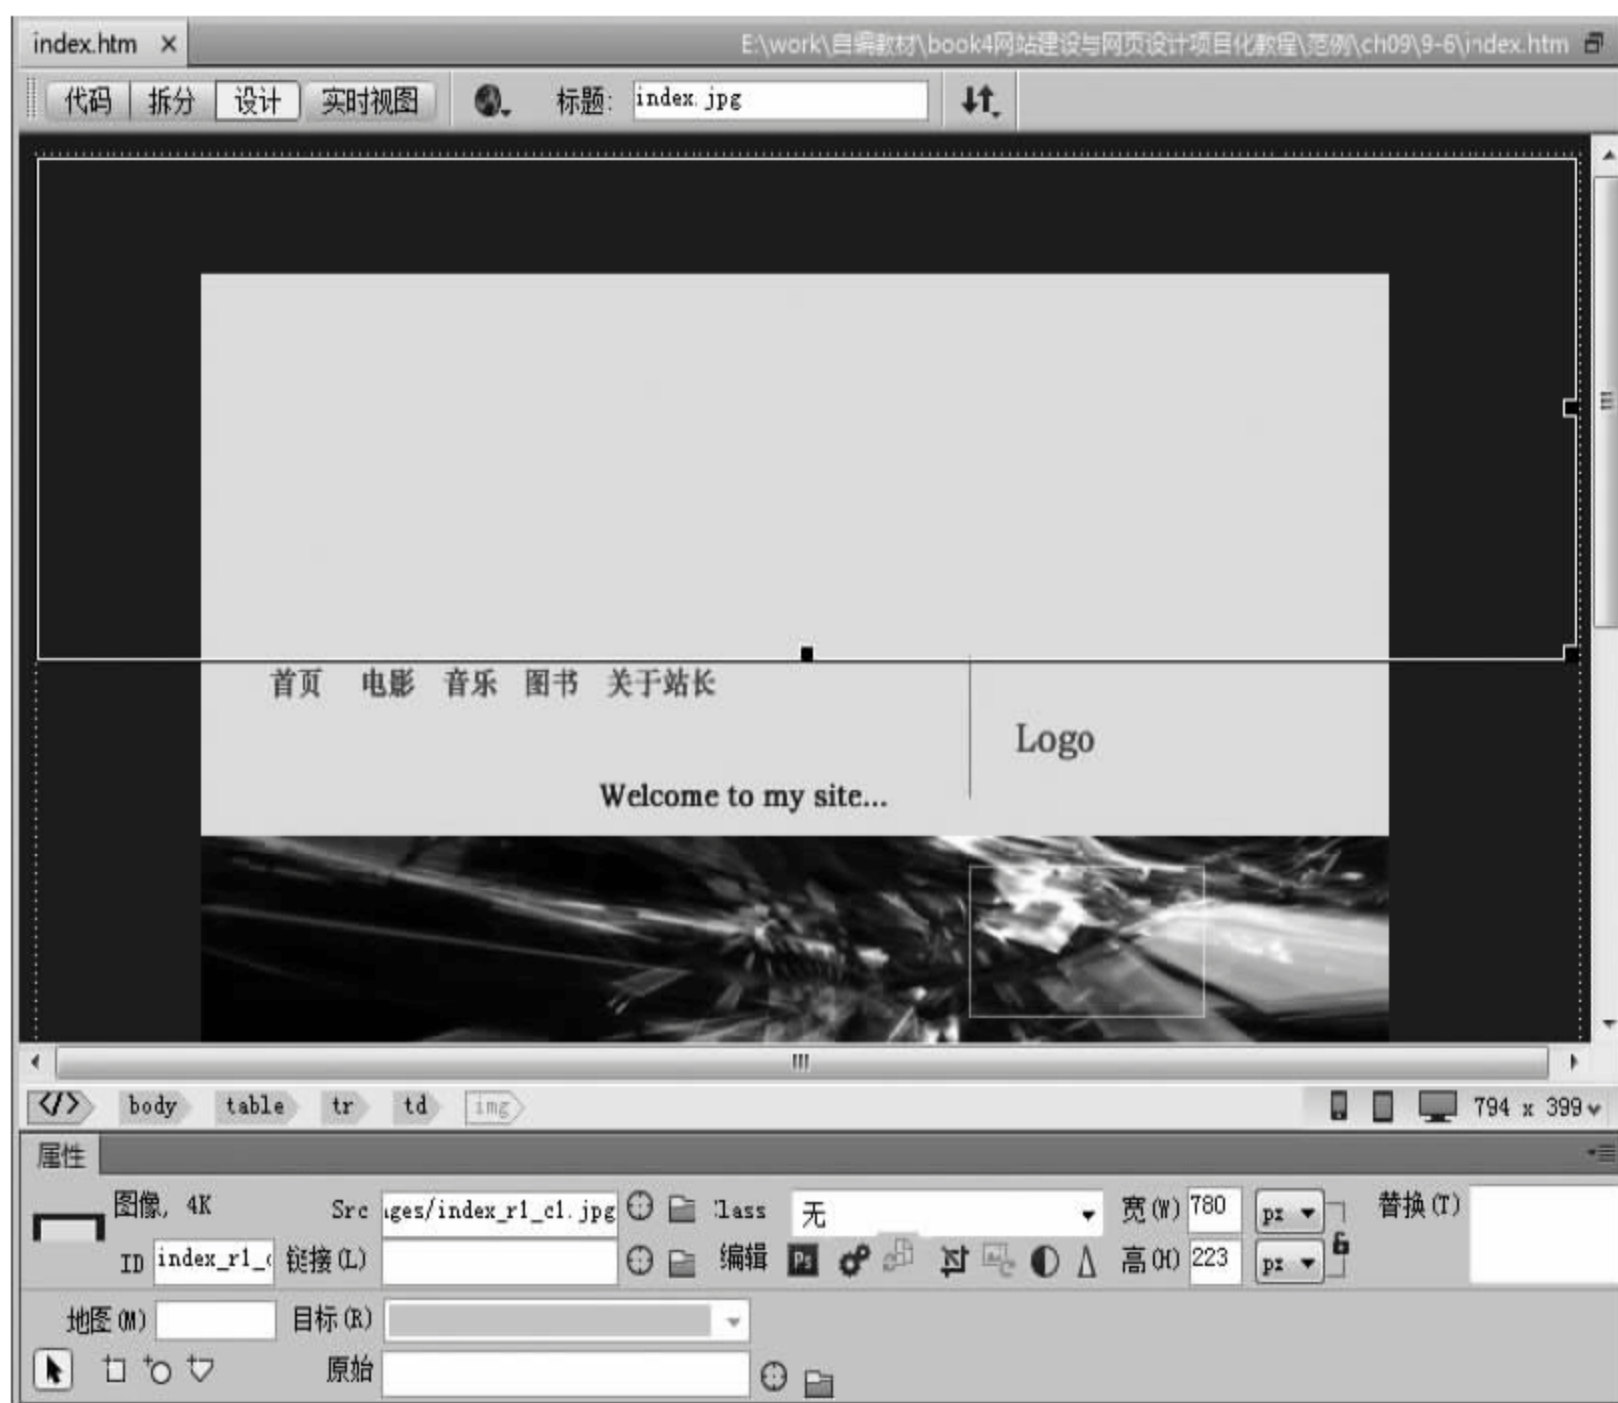 index.htm × E:\work\自编教材\book4网站建设与网页设计项目化教程\范例\ch09\9-6\index.htm
代码 拆分 设计 实时视图 标题: index.jpg
首页 电影 音乐 图书 关于站长
Logo
Welcome to my site...
</> body table tr td img 794 x 399
属性
图像, 4K Src ages/index_r1_c1.jpg Class 无 宽(W) 780 px 替换(T)
ID index_r1_c 链接(L) 编辑 Ps 高(H) 223 px
地图(M) 目标(R)
原始